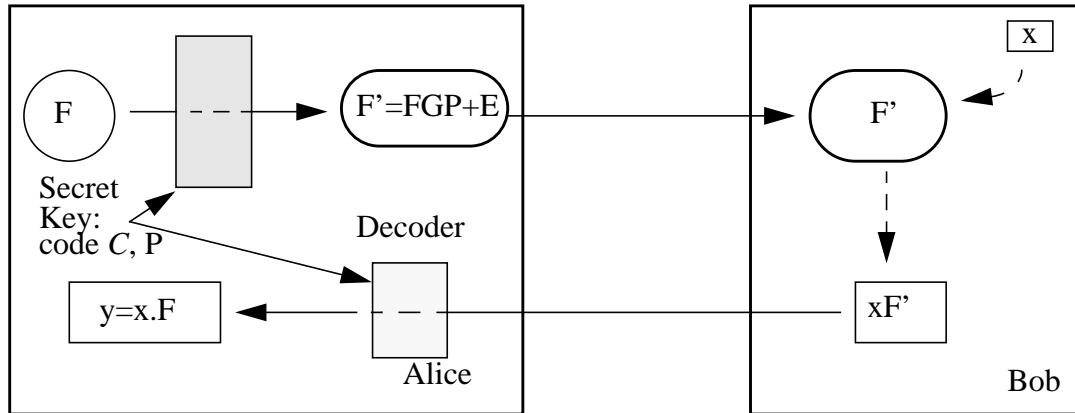 F
F'=FGP+E
Secret
Key:
code C, P
Decoder
y=x.F
Alice
x
F'
xF'
Bob